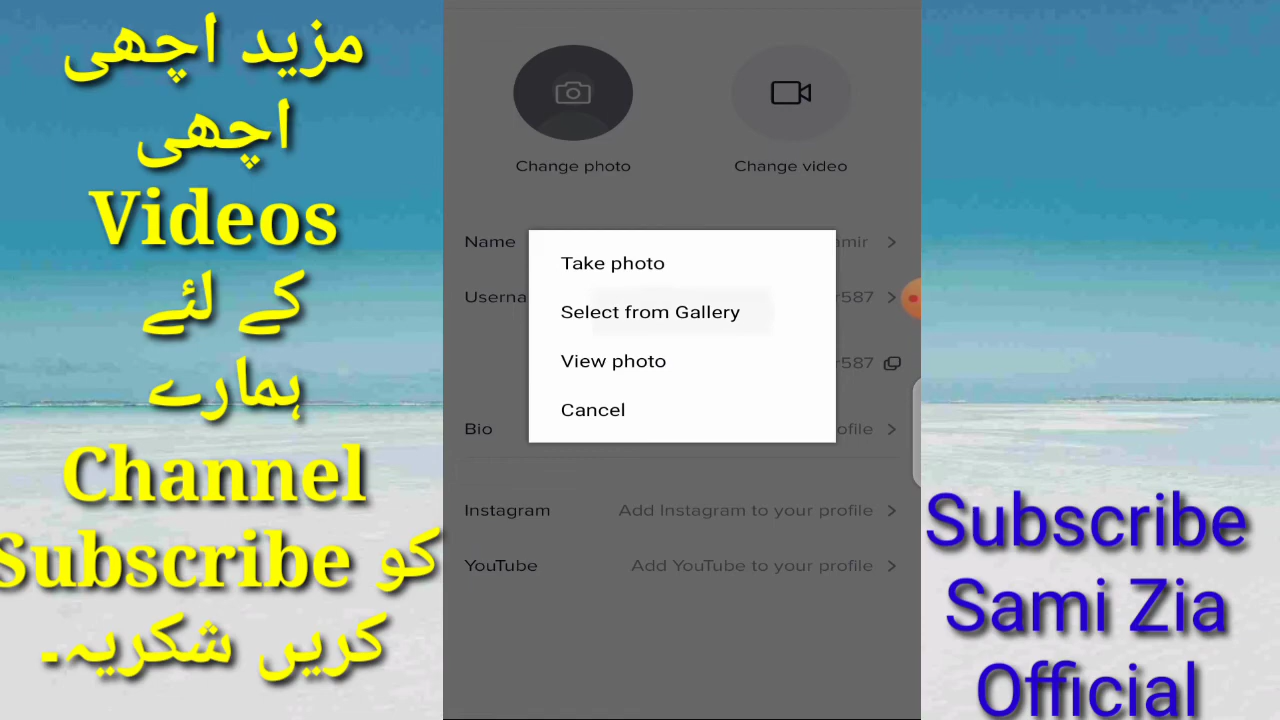 مزید اچھی
اچھی
Videos
کے لئے
ہمارے
Channel
کو Subscribe
کریں شکریہ۔
Change photo
Change video
Name
Take photo
Select from Gallery
View photo
Cancel
587
587
Bio
Instagram
Add Instagram to your profile
YouTube
Add YouTube to your profile
Subscribe
Sami Zia
Official